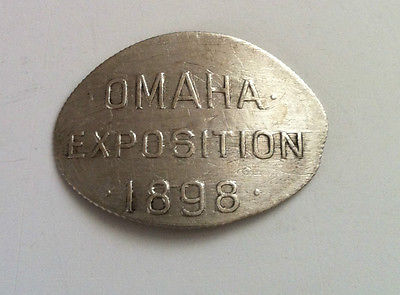 · OMAHA ·
EXPOSITION
· 1898 ·